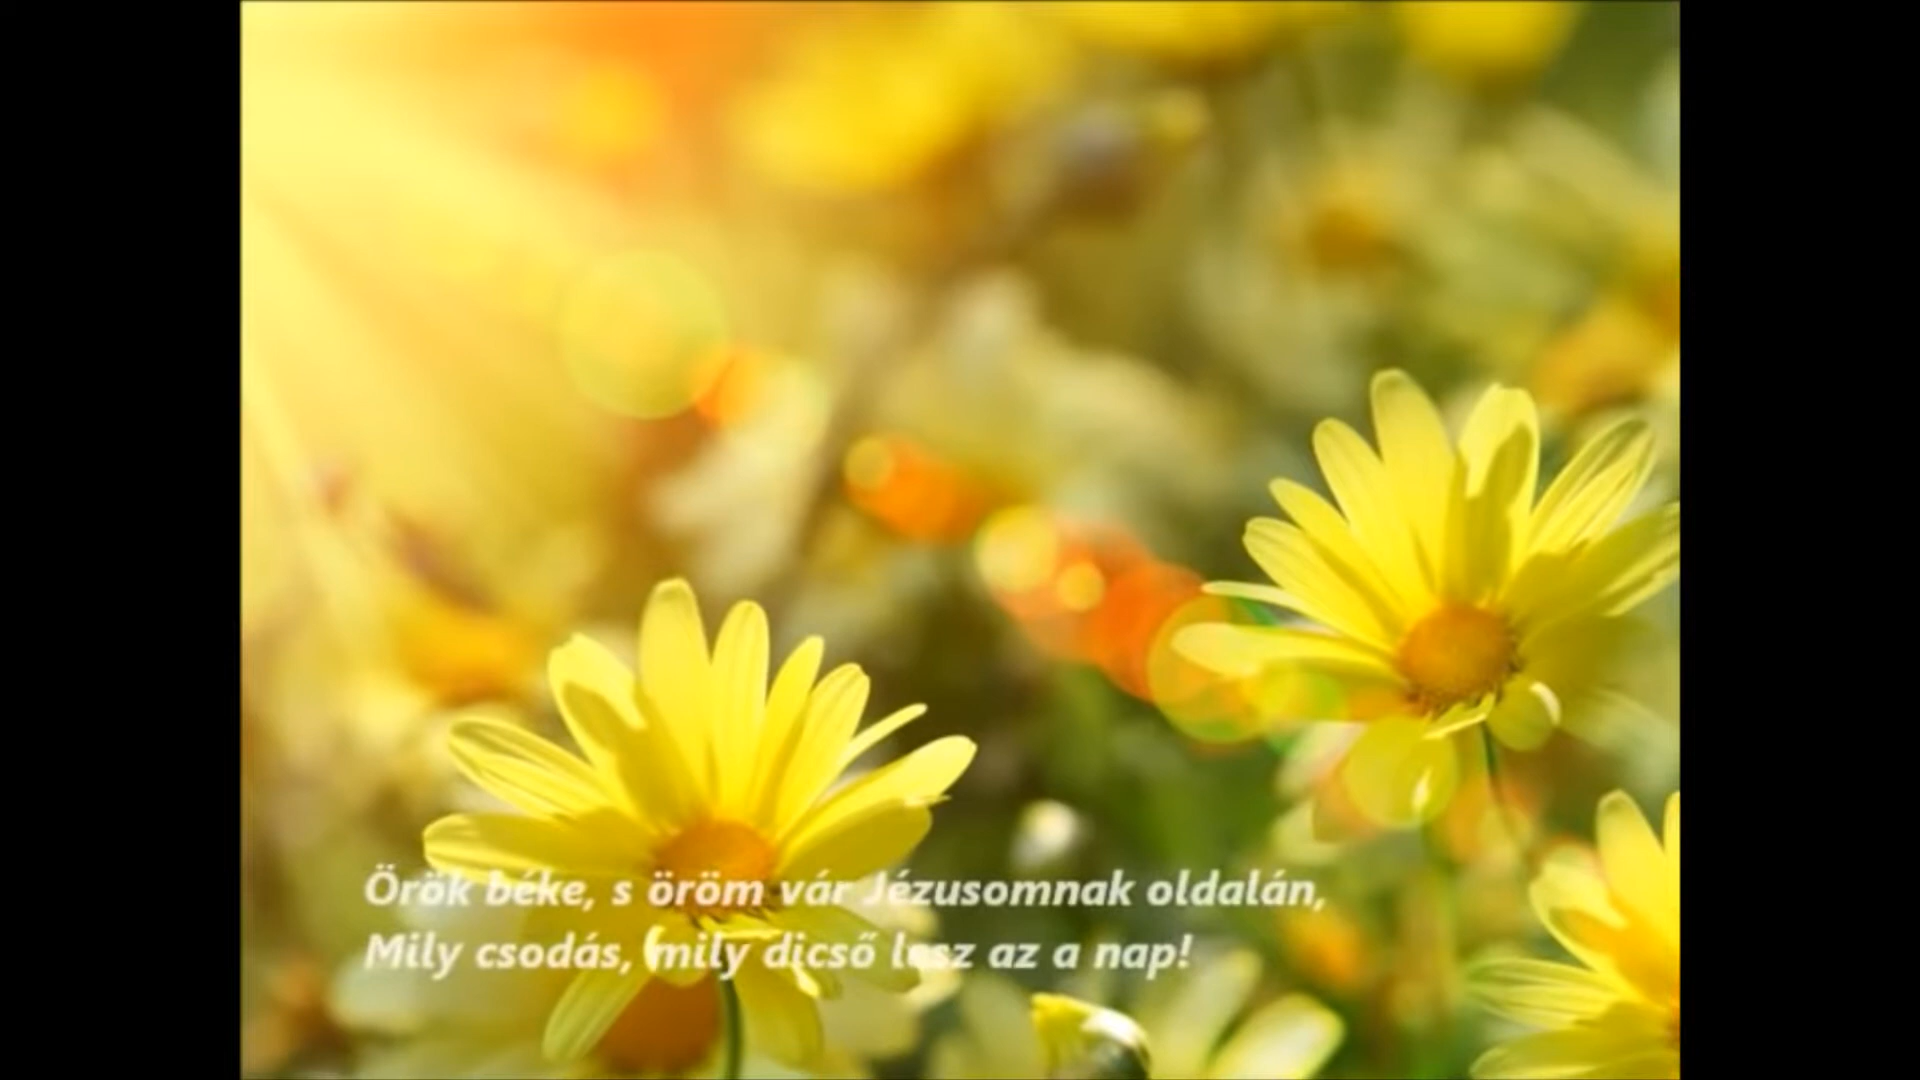 Örök béke, s öröm vár Jézusomnak oldalán,
Mily csodás, mily dicső lesz az a nap!